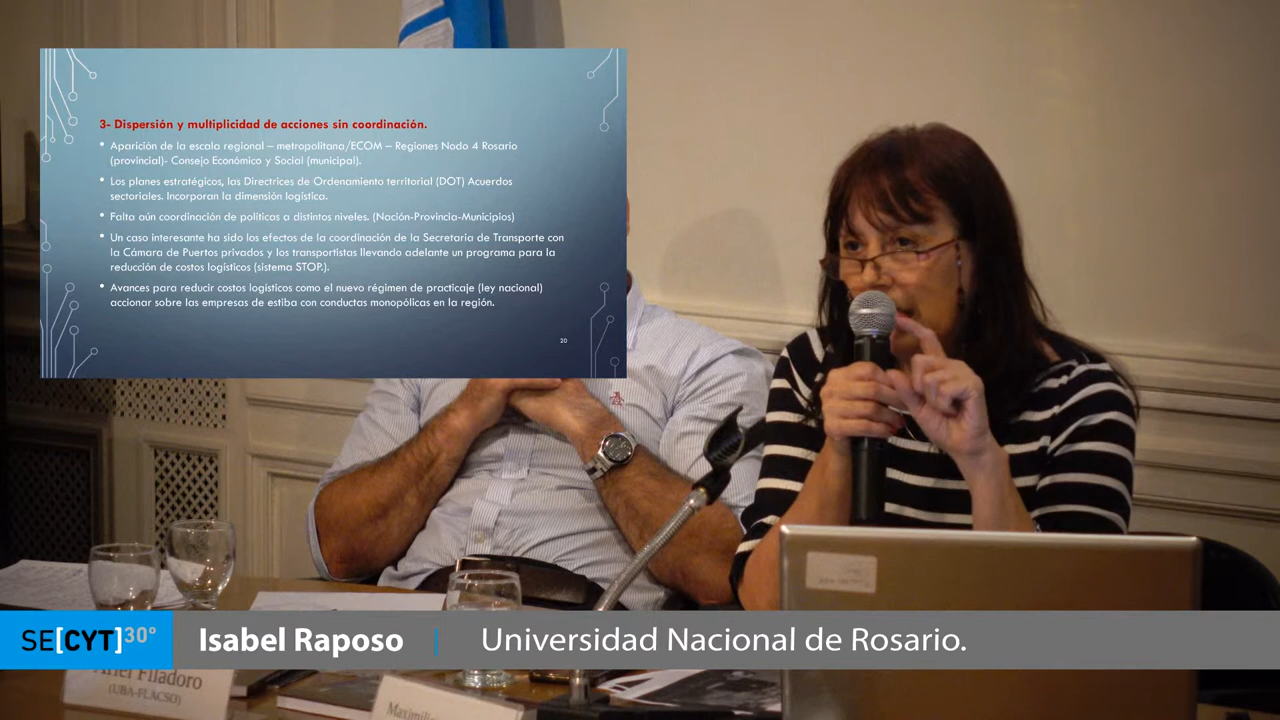 3- Dispersión y multiplicidad de acciones sin coordinación.
• Aparición de la escala regional – metropolitana/ECOM – Regiones Nodo 4 Rosario
(provincial)- Consejo Económico y Social (municipal).
• Los planes estratégicos, las Directrices de Ordenamiento territorial (DOT) Acuerdos
sectoriales. Incorporan la dimensión logística.
• Falta aún coordinación de políticas a distintos niveles. (Nación-Provincia-Municipios)
• Un caso interesante ha sido los efectos de la coordinación de la Secretaría de Transporte con
la Cámara de Puertos privados y los transportistas llevando adelante un programa para la
reducción de costos logísticos (sistema STOP.).
• Avances para reducir costos logísticos como el nuevo régimen de practicaje (ley nacional)
accionar sobre las empresas de estiba con conductas monopólicas en la región.
20
SE[CYT]30°
Isabel Raposo
Universidad Nacional de Rosario.
Ariel Filadoro
(UBA-FLACSO)